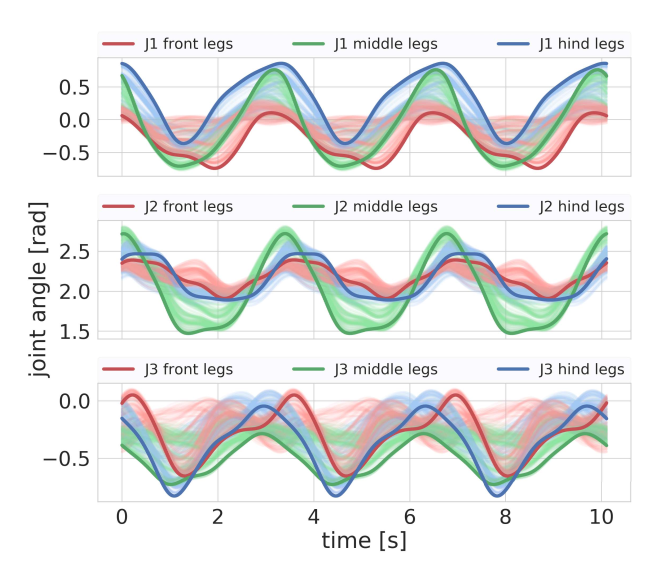 J1 front legs J1 middle legs J1 hind legs
0.5
0.0
−0.5
J2 front legs J2 middle legs J2 hind legs
2.5
2.0
1.5
joint angle [rad]
J3 front legs J3 middle legs J3 hind legs
0.0
−0.5
0 2 4 6 8 10
time [s]